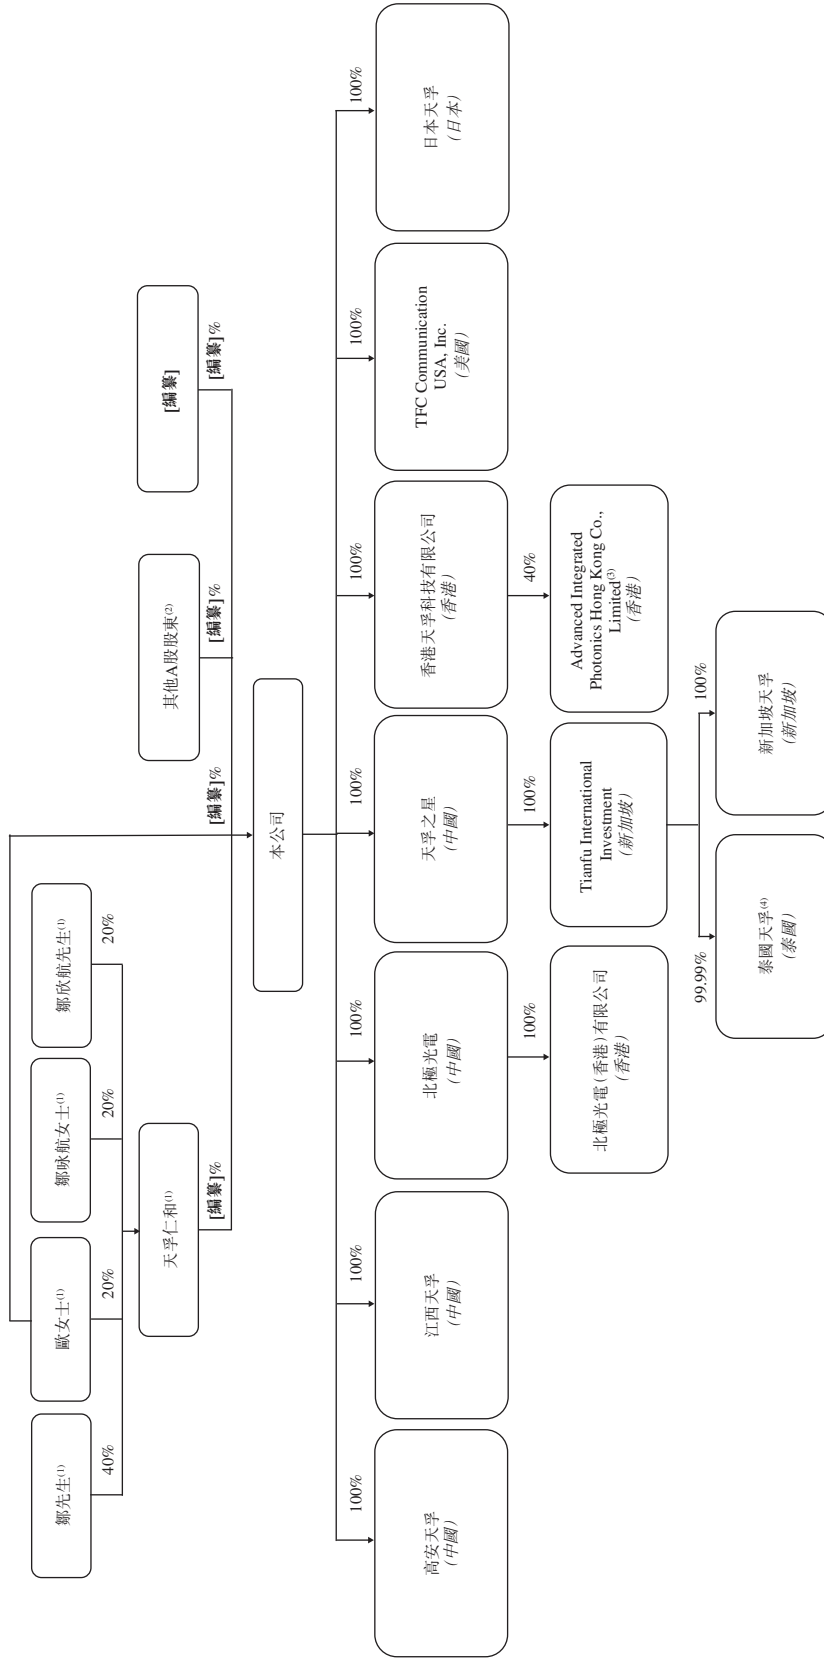 鄒先生(1)
歐女士(1)
鄒咏航女士(1)
鄒欣航先生(1)
40%
20%
20%
20%
天孚仁和(1)
其他A股股東(2)
[編纂]
[編纂]%
[編纂]%
[編纂]%
[編纂]%
本公司
100%
100%
100%
100%
100%
100%
100%
高安天孚
(中國)
江西天孚
(中國)
北極光電
(中國)
天孚之星
(中國)
香港天孚科技有限公司
(香港)
TFC Communication
USA, Inc.
(美國)
日本天孚
(日本)
100%
100%
40%
北極光電(香港)有限公司
(香港)
Tianfu International
Investment
(新加坡)
Advanced Integrated
Photonics Hong Kong Co.,
Limited(3)
(香港)
99.99%
100%
泰國天孚(4)
(泰國)
新加坡天孚
(新加坡)